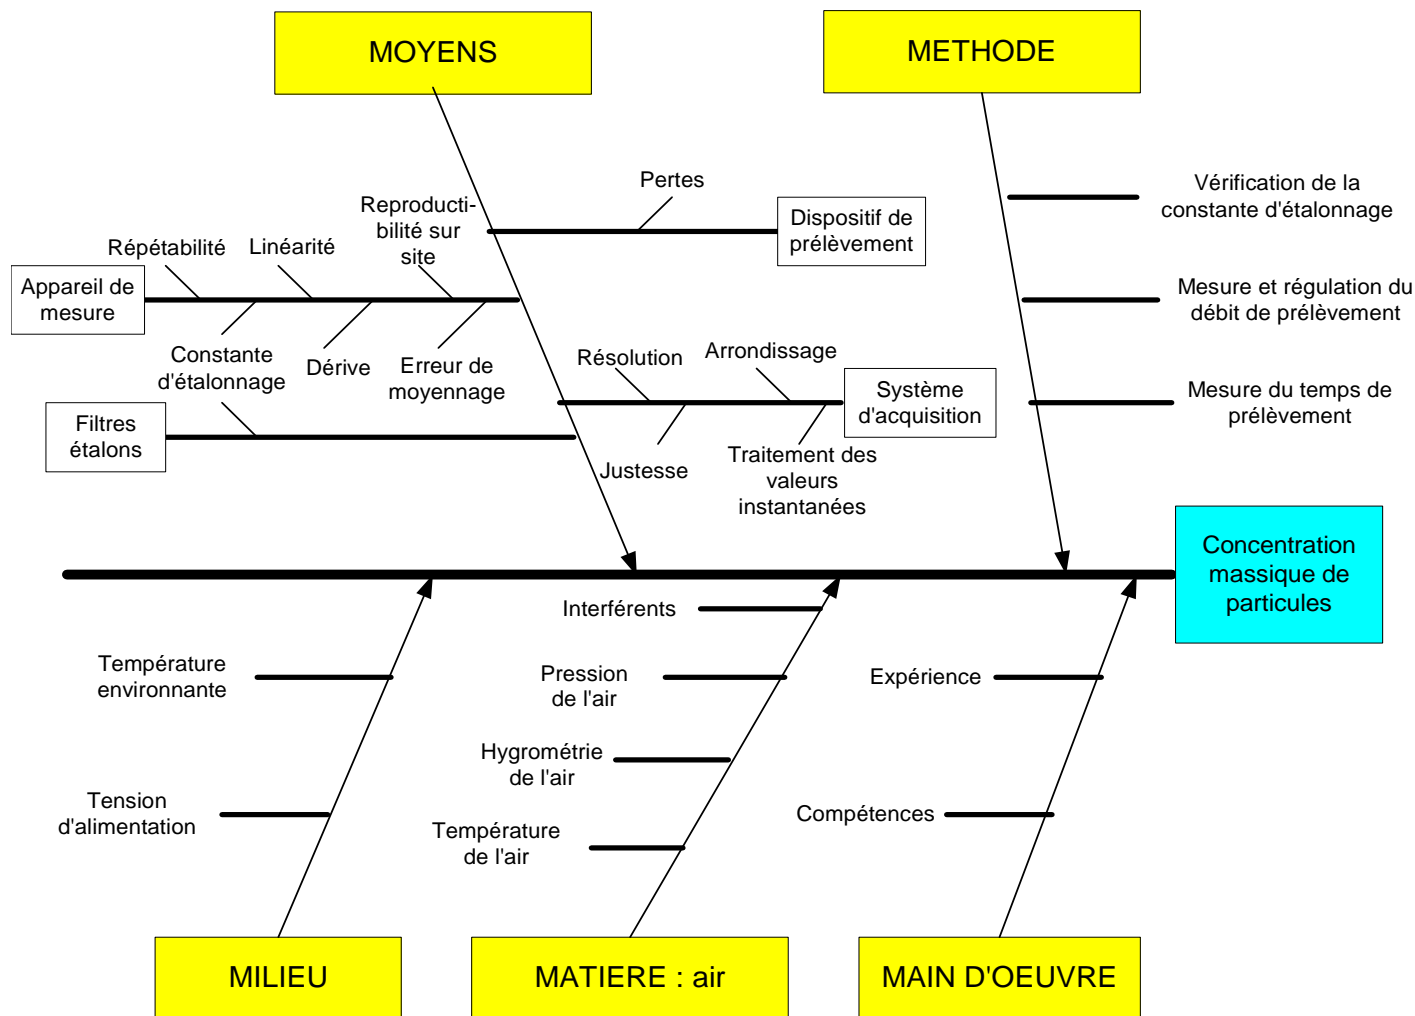 MOYENS
METHODE
Pertes
Reproducti-
bilité sur
site
Dispositif de
prélèvement
Vérification de la
constante d'étalonnage
Répétabilité
Linéarité
Appareil de
mesure
Mesure et régulation du
débit de prélèvement
Constante
d'étalonnage
Dérive
Erreur de
moyennage
Résolution
Arrondissage
Système
d'acquisition
Mesure du temps de
prélèvement
Filtres
étalons
Justesse
Traitement des
valeurs
instantanées
Concentration
massique de
particules
Interférents
Température
environnante
Pression
de l'air
Expérience
Hygrométrie
de l'air
Tension
d'alimentation
Température
de l'air
Compétences
MILIEU
MATIERE : air
MAIN D'OEUVRE